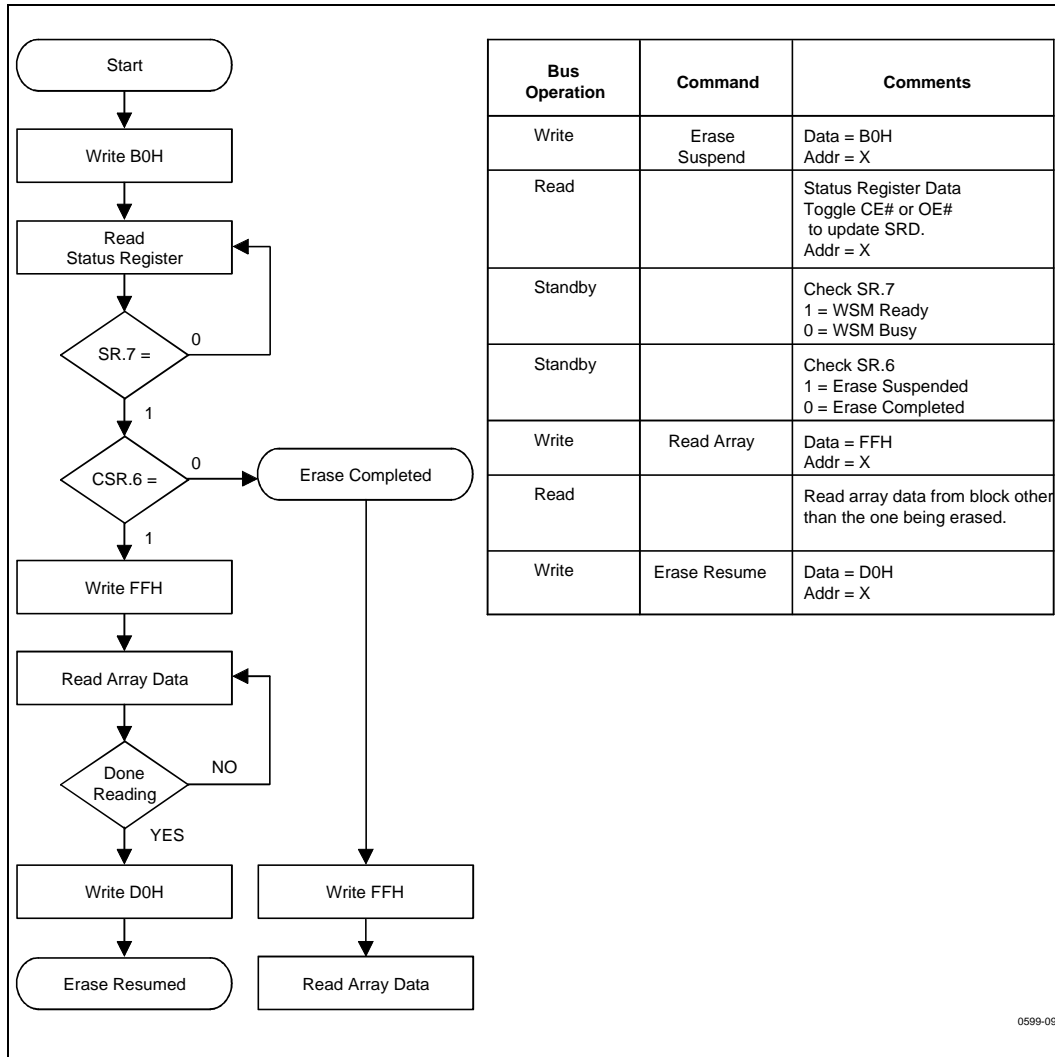 Start
Write B0H
Read
Status Register
SR.7 =
0
1
CSR.6 =
0
Erase Completed
1
Write FFH
Read Array Data
Done
Reading
NO
YES
Write D0H
Write FFH
Erase Resumed
Read Array Data
Bus
Operation
Command
Comments
Write
Erase
Suspend
Data = B0H
Addr = X
Read
Status Register Data
Toggle CE# or OE#
to update SRD.
Addr = X
Standby
Check SR.7
1 = WSM Ready
0 = WSM Busy
Standby
Check SR.6
1 = Erase Suspended
0 = Erase Completed
Write
Read Array
Data = FFH
Addr = X
Read
Read array data from block other
than the one being erased.
Write
Erase Resume
Data = D0H
Addr = X
0599-09